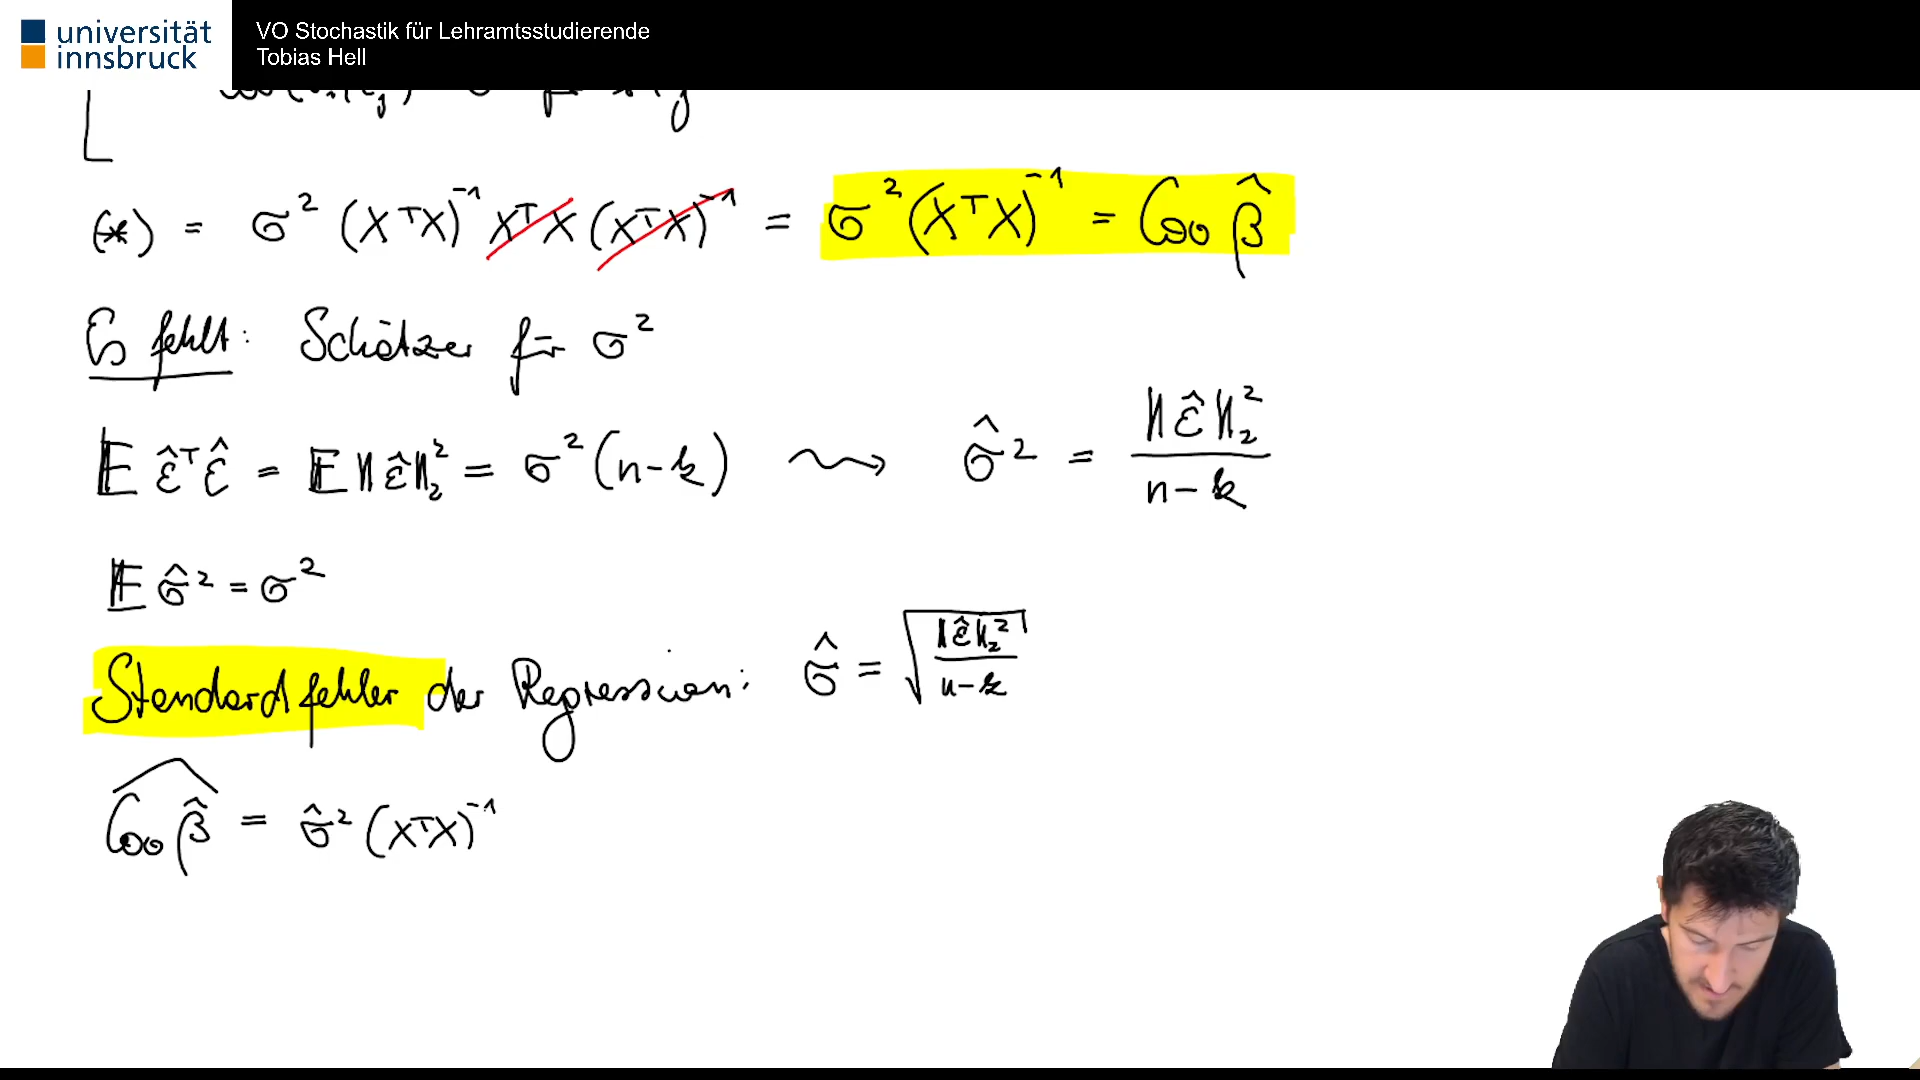 universität innsbruck
VO Stochastik für Lehramtsstudierende
Tobias Hell
(*) = σ² (XᵀX)⁻¹ XᵀX (XᵀX)⁻¹ = σ² (XᵀX)⁻¹ = Cov β̂
Es fehlt: Schätzer für σ²
𝔼 ε̂ᵀε̂ = 𝔼 ‖ε̂‖₂² = σ² (n-k) ⇝ σ̂² = ‖ε̂‖₂² / (n-k)
𝔼 σ̂² = σ²
Standardfehler der Regression: σ̂ = √(‖ε̂‖₂² / (n-k))
Cov β̂ = σ̂² (XᵀX)⁻¹